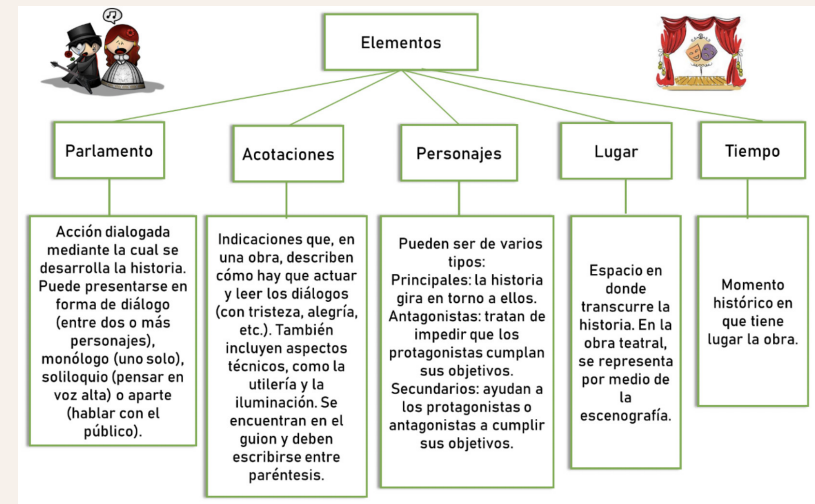 Elementos
Parlamento
Acotaciones
Personajes
Lugar
Tiempo
Acción dialogada
mediante la cual se
desarrolla la historia.
Puede presentarse en
forma de diálogo
(entre dos o más
personajes),
monólogo (uno solo),
soliloquio (pensar en
voz alta) o aparte
(hablar con el
público).
Indicaciones que, en
una obra, describen
cómo hay que actuar
y leer los diálogos
(con tristeza, alegría,
etc.). También
incluyen aspectos
técnicos, como la
utilería y la
iluminación. Se
encuentran en el
guion y deben
escribirse entre
paréntesis.
Pueden ser de varios
tipos:
Principales: la historia
gira en torno a ellos.
Antagonistas: tratan de
impedir que los
protagonistas cumplan
sus objetivos.
Secundarios: ayudan a
los protagonistas o
antagonistas a cumplir
sus objetivos.
Espacio en
donde
transcurre la
historia. En la
obra teatral,
se representa
por medio de
la
escenografía.
Momento
histórico en
que tiene
lugar la obra.